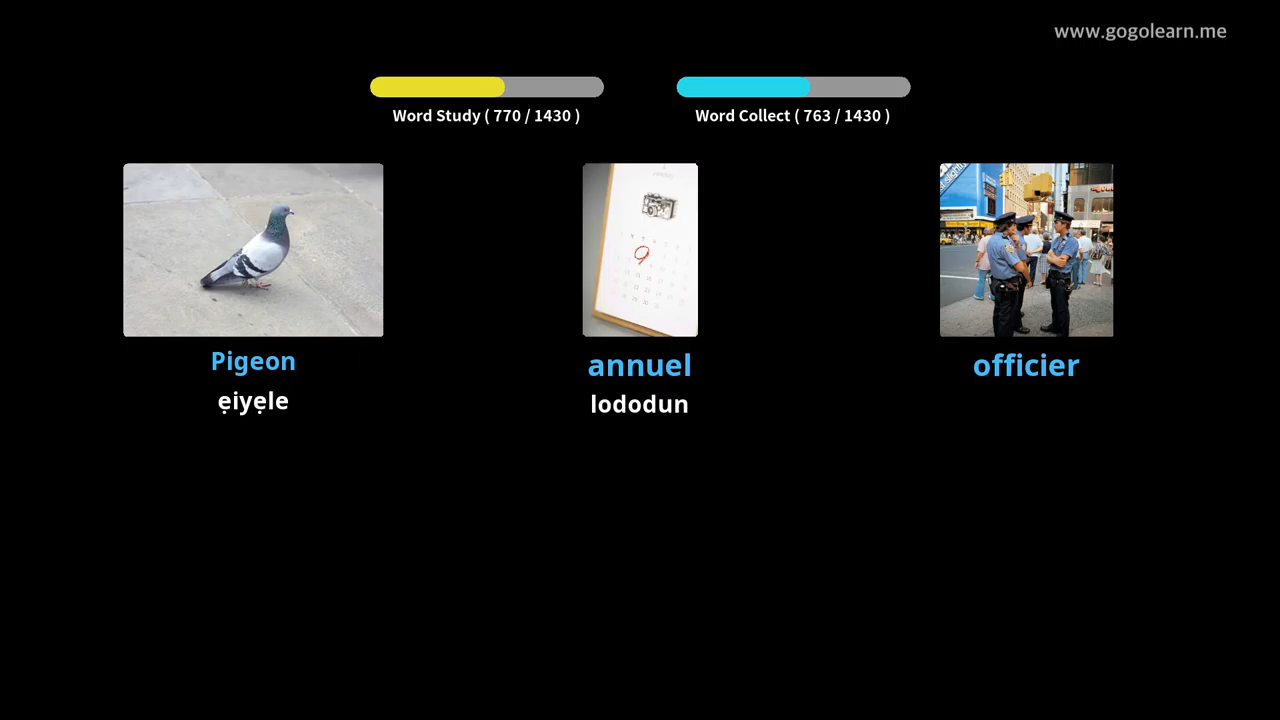 www.gogolearn.me
Word Study ( 770 / 1430 )
Word Collect ( 763 / 1430 )
Pigeon
ẹiyẹle
annuel
lododun
officier